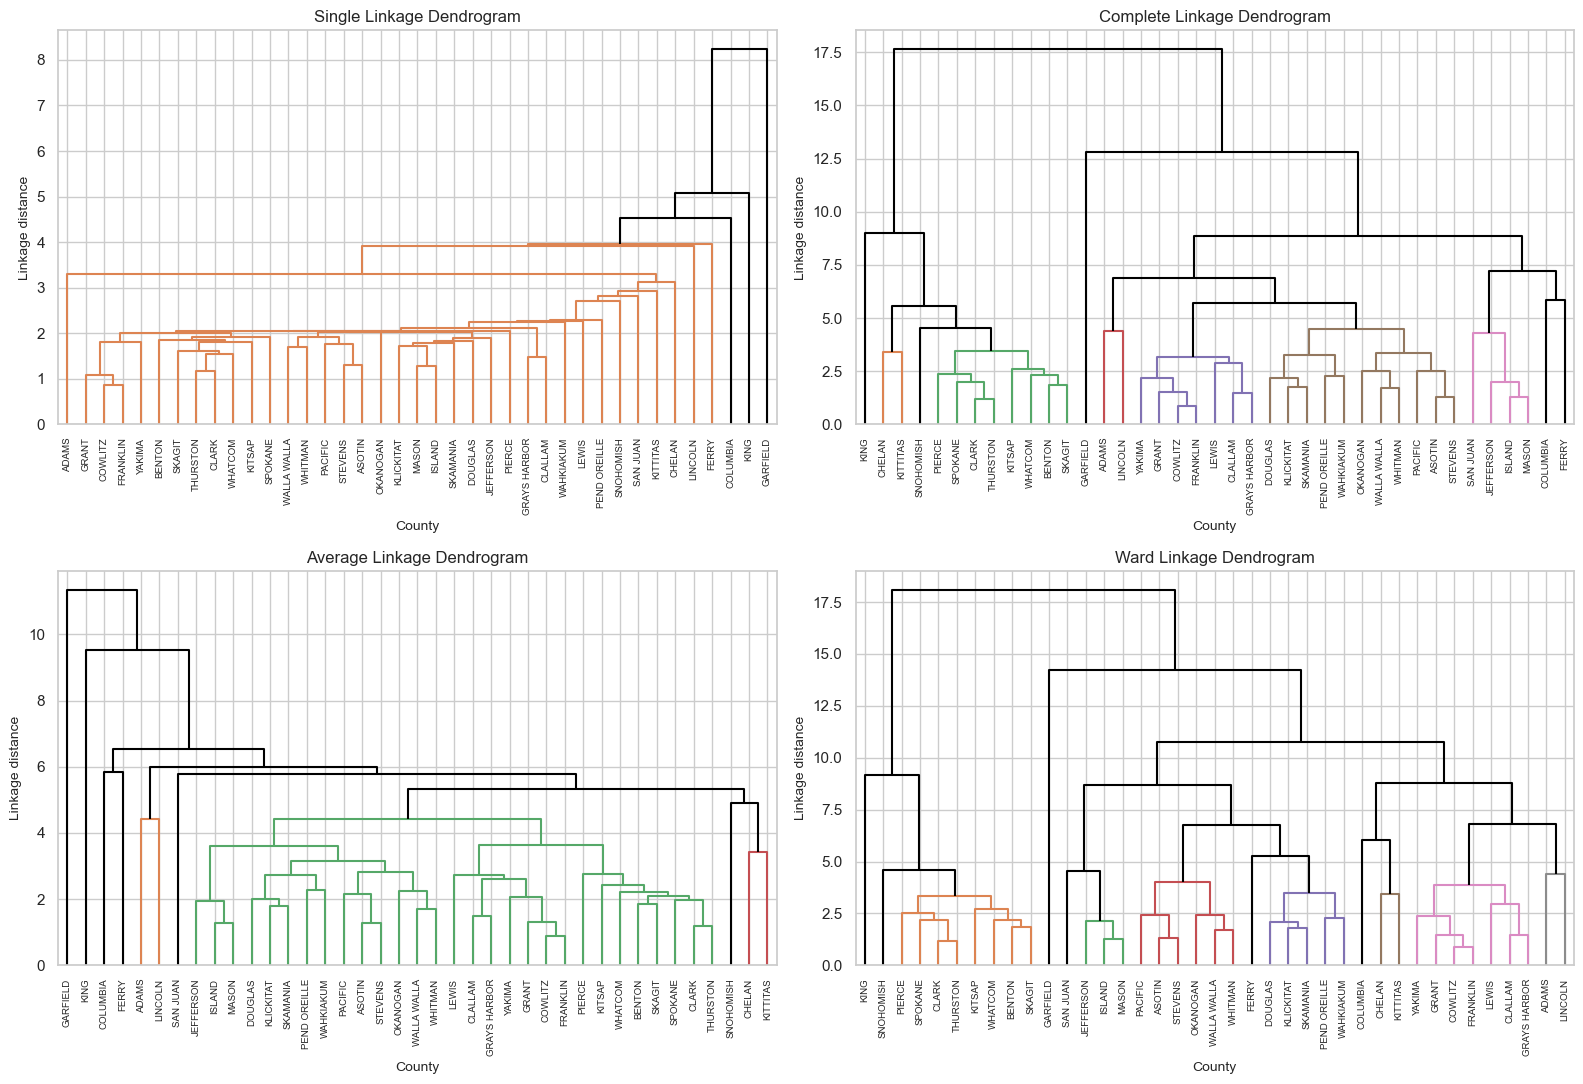 Single Linkage Dendrogram
Linkage distance
8
7
6
5
4
3
2
1
0
ADAMS
GRANT
COWLITZ
FRANKLIN
YAKIMA
BENTON
SKAGIT
THURSTON
CLARK
WHATCOM
KITSAP
SPOKANE
WALLA WALLA
WHITMAN
PACIFIC
STEVENS
ASOTIN
OKANOGAN
KLICKITAT
MASON
ISLAND
SKAMANIA
DOUGLAS
JEFFERSON
PIERCE
GRAYS HARBOR
CLALLAM
WAHKIAKUM
LEWIS
PEND OREILLE
SNOHOMISH
SAN JUAN
KITTITAS
CHELAN
LINCOLN
FERRY
COLUMBIA
KING
GARFIELD
County
Complete Linkage Dendrogram
Linkage distance
17.5
15.0
12.5
10.0
7.5
5.0
2.5
0.0
KING
CHELAN
KITTITAS
SNOHOMISH
PIERCE
SPOKANE
CLARK
THURSTON
KITSAP
WHATCOM
BENTON
SKAGIT
GARFIELD
ADAMS
LINCOLN
YAKIMA
GRANT
COWLITZ
FRANKLIN
LEWIS
CLALLAM
GRAYS HARBOR
DOUGLAS
KLICKITAT
SKAMANIA
PEND OREILLE
WAHKIAKUM
OKANOGAN
WALLA WALLA
WHITMAN
PACIFIC
ASOTIN
STEVENS
SAN JUAN
JEFFERSON
ISLAND
MASON
COLUMBIA
FERRY
County
Average Linkage Dendrogram
Linkage distance
10
8
6
4
2
0
GARFIELD
KING
COLUMBIA
FERRY
ADAMS
LINCOLN
SAN JUAN
JEFFERSON
ISLAND
MASON
DOUGLAS
KLICKITAT
SKAMANIA
PEND OREILLE
WAHKIAKUM
PACIFIC
ASOTIN
STEVENS
OKANOGAN
WALLA WALLA
WHITMAN
LEWIS
CLALLAM
GRAYS HARBOR
YAKIMA
GRANT
COWLITZ
FRANKLIN
PIERCE
KITSAP
WHATCOM
BENTON
SKAGIT
SPOKANE
CLARK
THURSTON
SNOHOMISH
CHELAN
KITTITAS
County
Ward Linkage Dendrogram
Linkage distance
17.5
15.0
12.5
10.0
7.5
5.0
2.5
0.0
KING
SNOHOMISH
PIERCE
SPOKANE
CLARK
THURSTON
KITSAP
WHATCOM
BENTON
SKAGIT
GARFIELD
SAN JUAN
JEFFERSON
ISLAND
MASON
PACIFIC
ASOTIN
STEVENS
OKANOGAN
WALLA WALLA
WHITMAN
FERRY
DOUGLAS
KLICKITAT
SKAMANIA
PEND OREILLE
WAHKIAKUM
COLUMBIA
CHELAN
KITTITAS
YAKIMA
GRANT
COWLITZ
FRANKLIN
LEWIS
CLALLAM
GRAYS HARBOR
ADAMS
LINCOLN
County